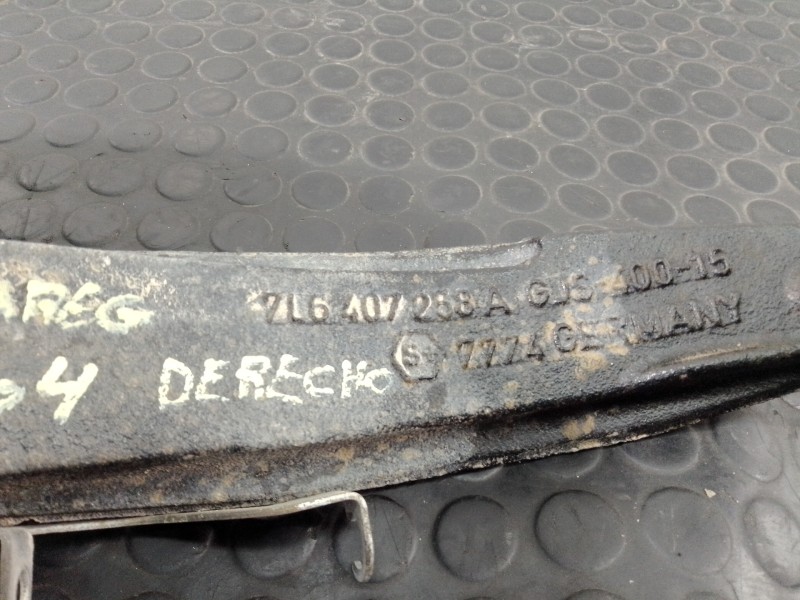 7L6 407 258 A GJS 400-15
7774 GERMANY
AREG
4 DERECHO